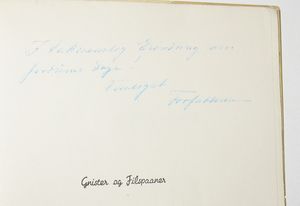 I taknemlig Erindring om
fordums Dage.
Venligst
Forfatteren
Gnister og Filspaaner